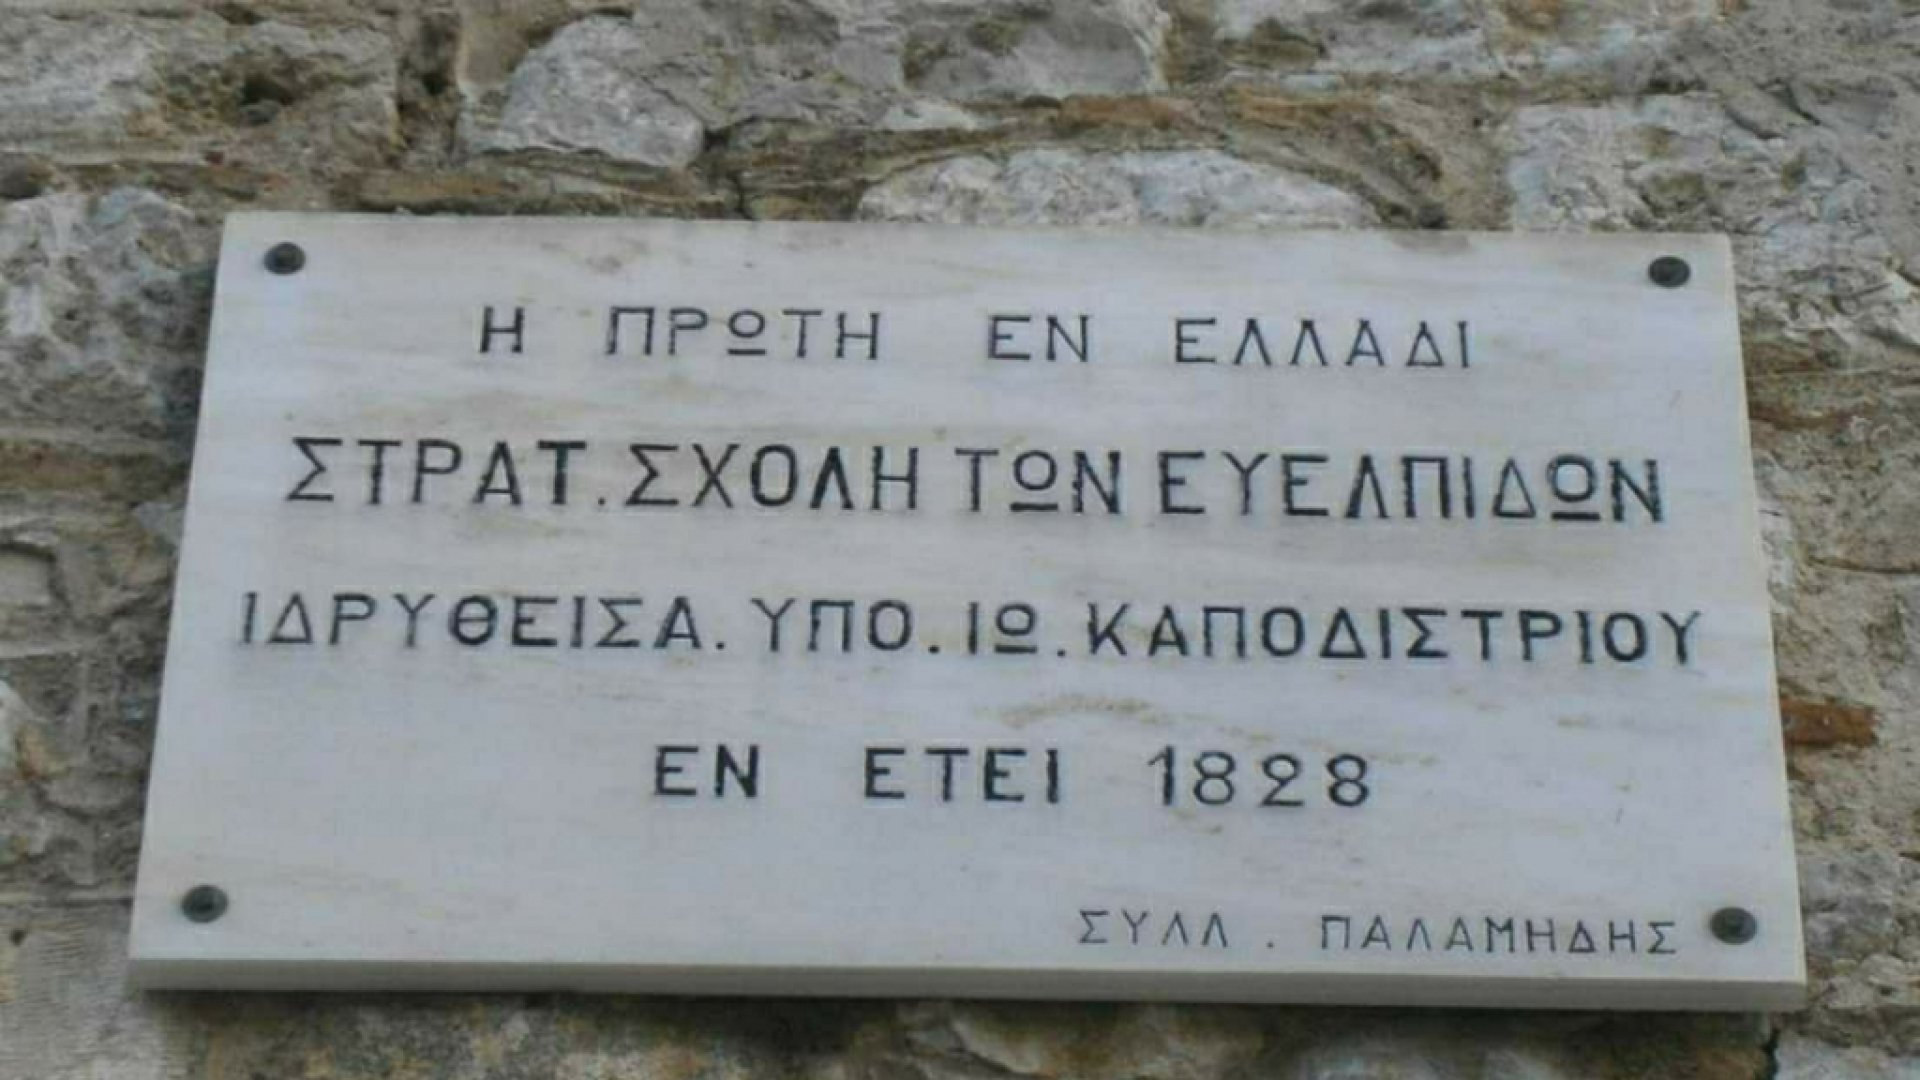 Η ΠΡΩΤΗ ΕΝ ΕΛΛΑΔΙ
ΣΤΡΑΤ. ΣΧΟΛΗ ΤΩΝ ΕΥΕΛΠΙΔΩΝ
ΙΔΡΥΘΕΙΣΑ. ΥΠΟ. ΙΩ. ΚΑΠΟΔΙΣΤΡΙΟΥ
ΕΝ ΕΤΕΙ 1828
ΣΥΛΛ. ΠΑΛΑΜΗΔΗΣ